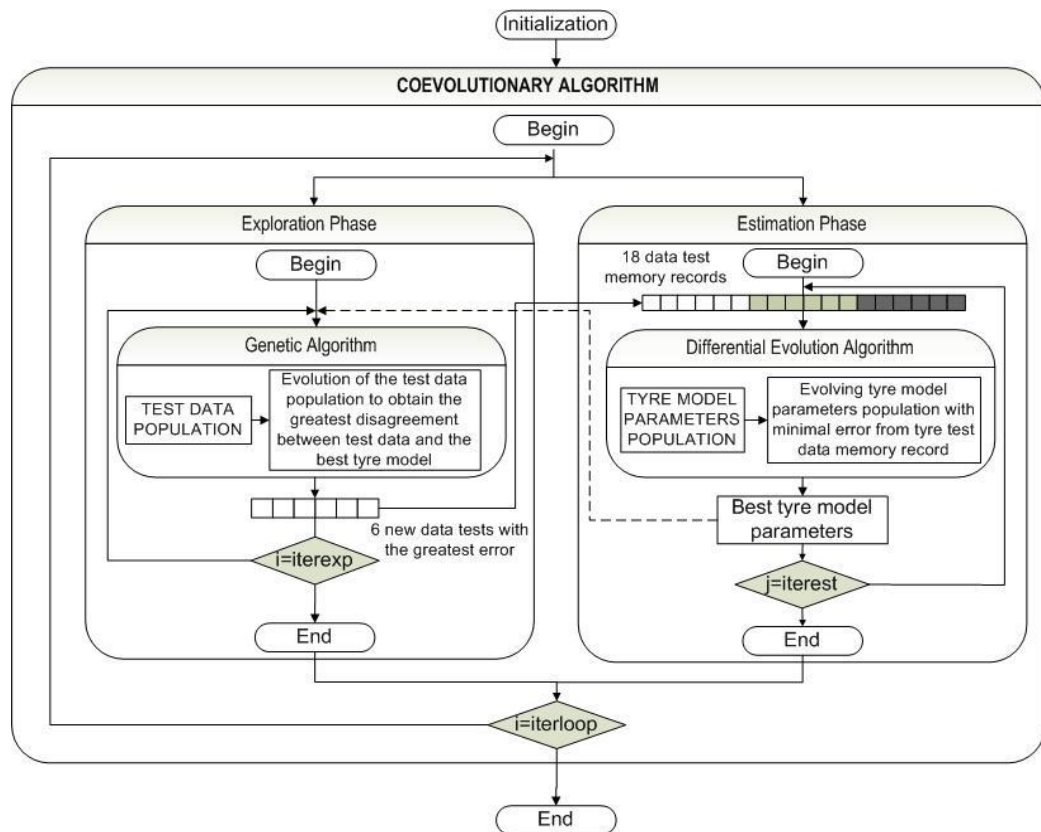 Initialization
COEVOLUTIONARY ALGORITHM
Begin
Exploration Phase
Begin
Genetic Algorithm
TEST DATA
POPULATION
Evolution of the test data
population to obtain the
greatest disagreement
between test data and the
best tyre model
6 new data tests with
the greatest error
i=iterexp
End
Estimation Phase
18 data test
memory records
Begin
Differential Evolution Algorithm
TYRE MODEL
PARAMETERS
POPULATION
Evolving tyre model
parameters population with
minimal error from tyre test
data memory record
Best tyre model
parameters
j=iterest
End
i=iterloop
End